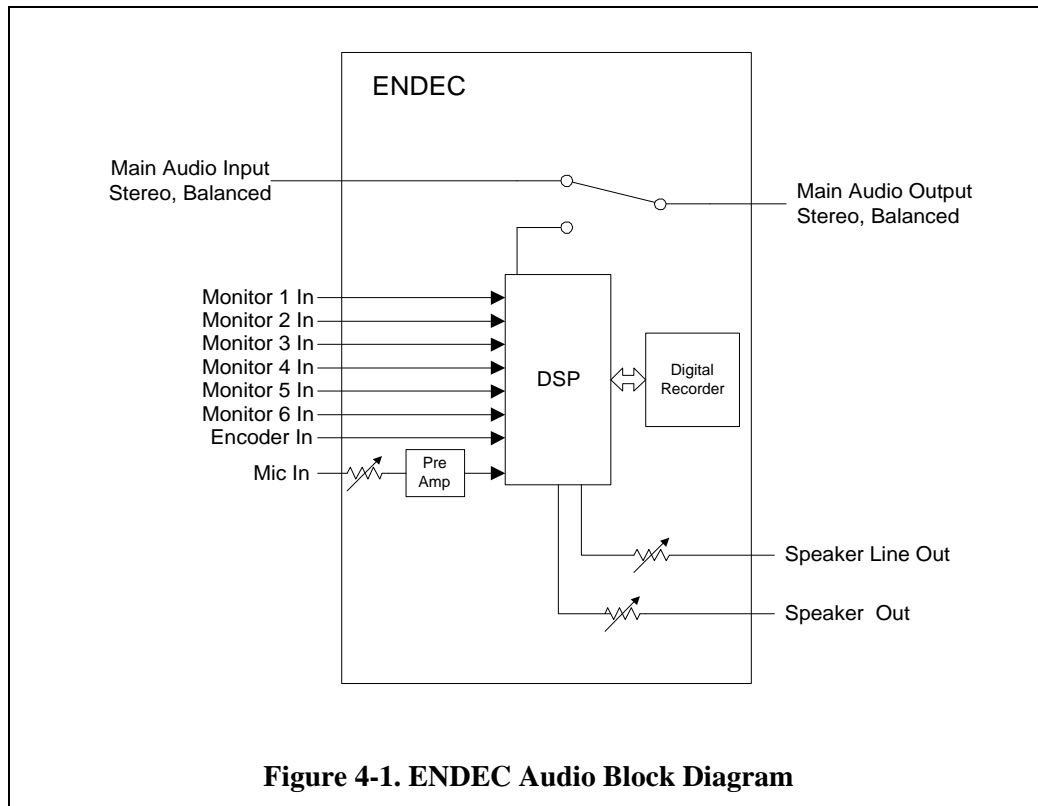 ENDEC
Main Audio Input
Stereo, Balanced
Main Audio Output
Stereo, Balanced
Monitor 1 In
Monitor 2 In
Monitor 3 In
Monitor 4 In
Monitor 5 In
Monitor 6 In
Encoder In
Mic In
Pre
Amp
DSP
Digital
Recorder
Speaker Line Out
Speaker Out
Figure 4-1. ENDEC Audio Block Diagram